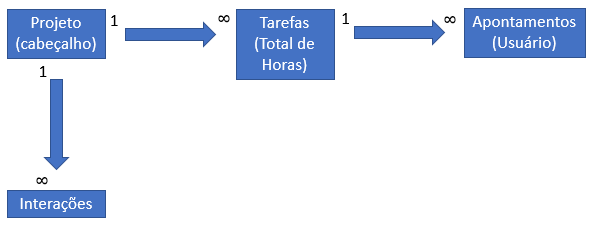 Projeto
(cabeçalho)
1
∞
Tarefas
(Total de
Horas)
1
∞
Apontamentos
(Usuário)
1
∞
Interações